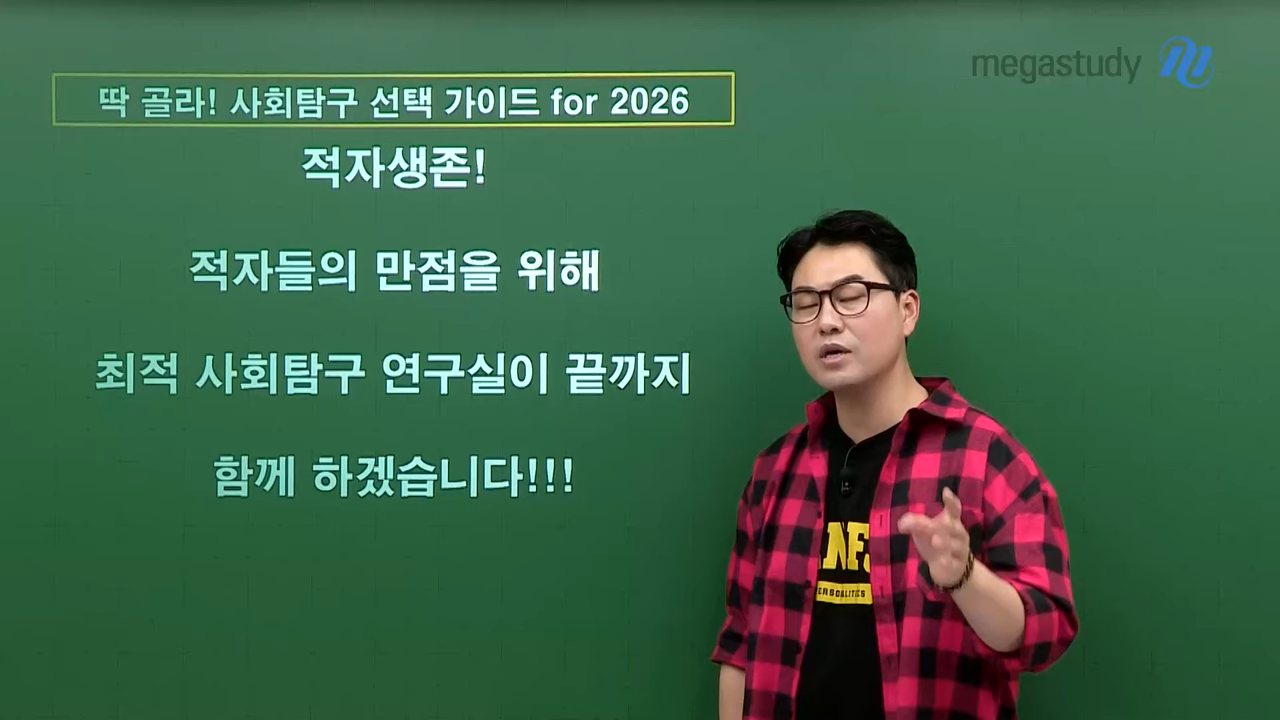 megastudy
딱 골라! 사회탐구 선택 가이드 for 2026
적자생존!
적자들의 만점을 위해
최적 사회탐구 연구실이 끝까지
함께 하겠습니다!!!